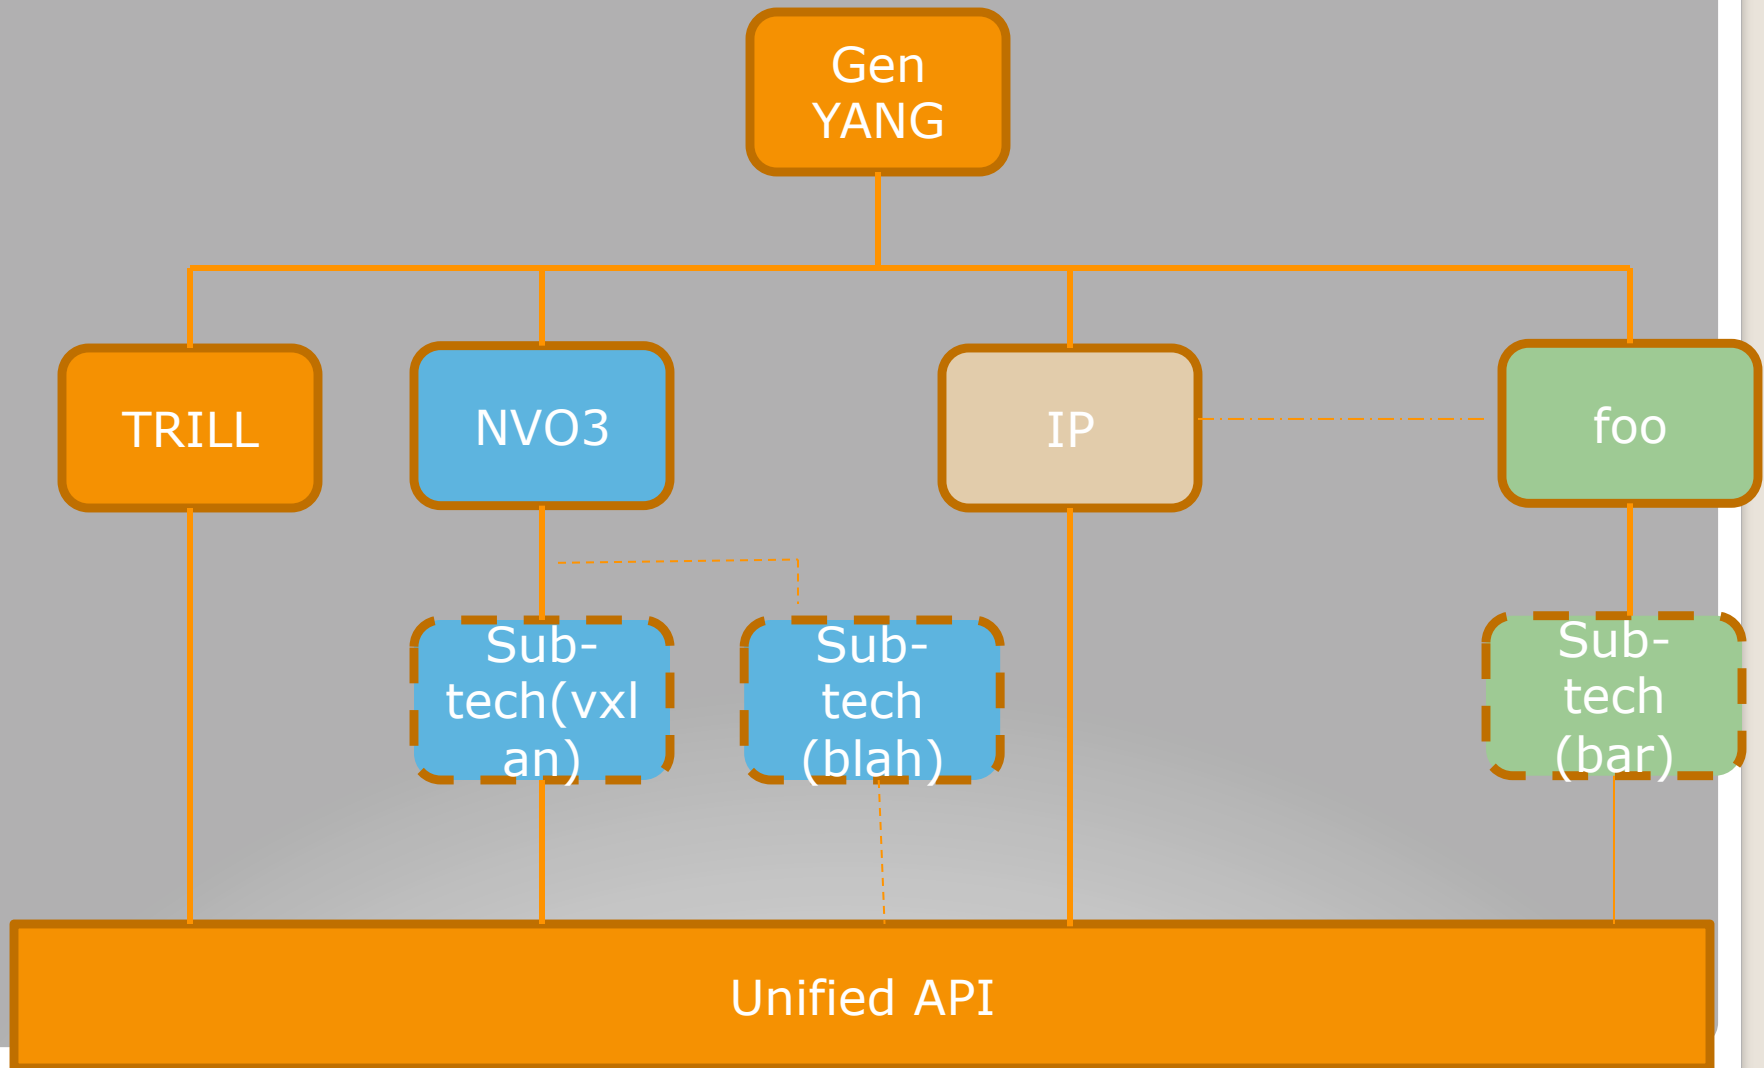 Gen
YANG
TRILL
NVO3
IP
foo
Sub-
tech(vxl
an)
Sub-
tech
(blah)
Sub-
tech
(bar)
Unified API